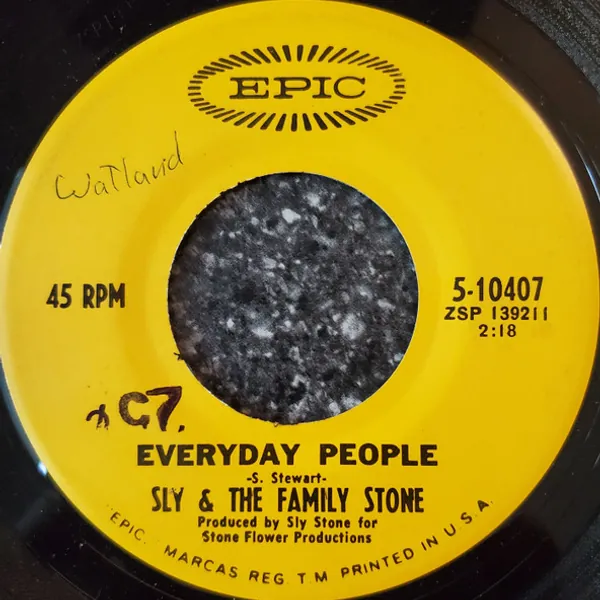 EPIC
Watland
45 RPM
5-10407
ZSP 139211
2:18
C7.
EVERYDAY PEOPLE
-S. Stewart-
SLY & THE FAMILY STONE
Produced by Sly Stone for
Stone Flower Productions
"EPIC." MARCAS REG. T.M. PRINTED IN U.S.A.